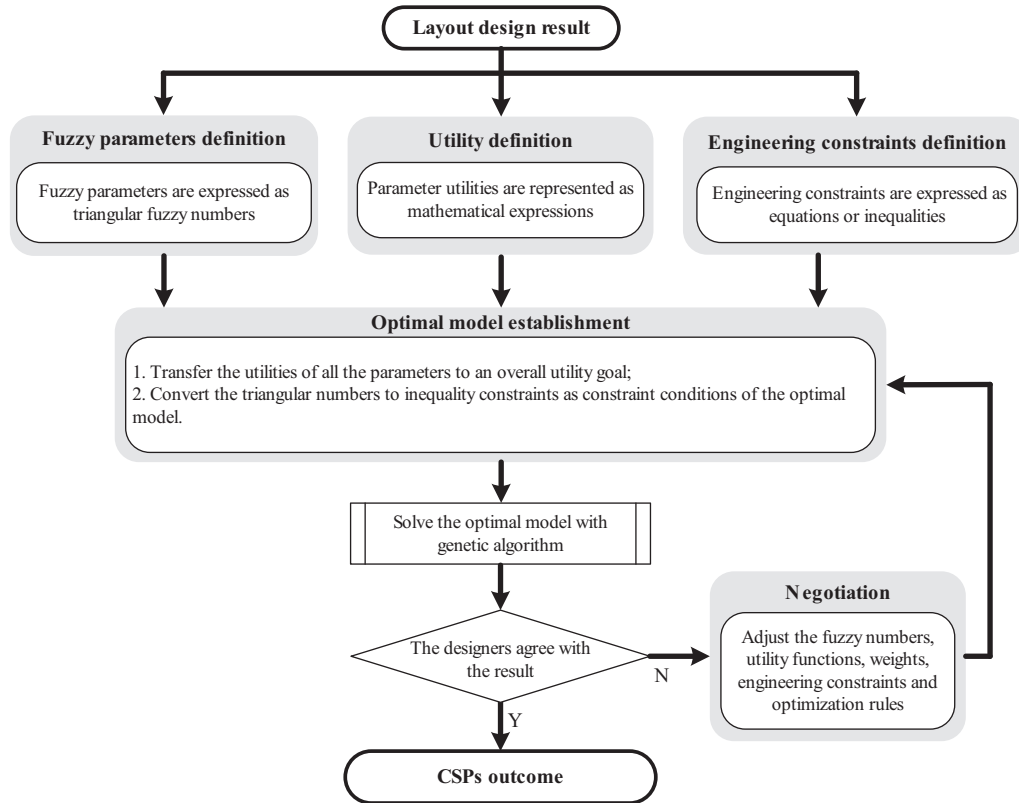 Layout design result
Fuzzy parameters definition
Fuzzy parameters are expressed as
triangular fuzzy numbers
Utility definition
Parameter utilities are represented as
mathematical expressions
Engineering constraints definition
Engineering constraints are expressed as
equations or inequalities
Optimal model establishment
1. Transfer the utilities of all the parameters to an overall utility goal;
2. Convert the triangular numbers to inequality constraints as constraint conditions of the optimal
model.
Solve the optimal model with
genetic algorithm
The designers agree with
the result
N
Negotiation
Adjust the fuzzy numbers,
utility functions, weights,
engineering constraints and
optimization rules
Y
CSPs outcome